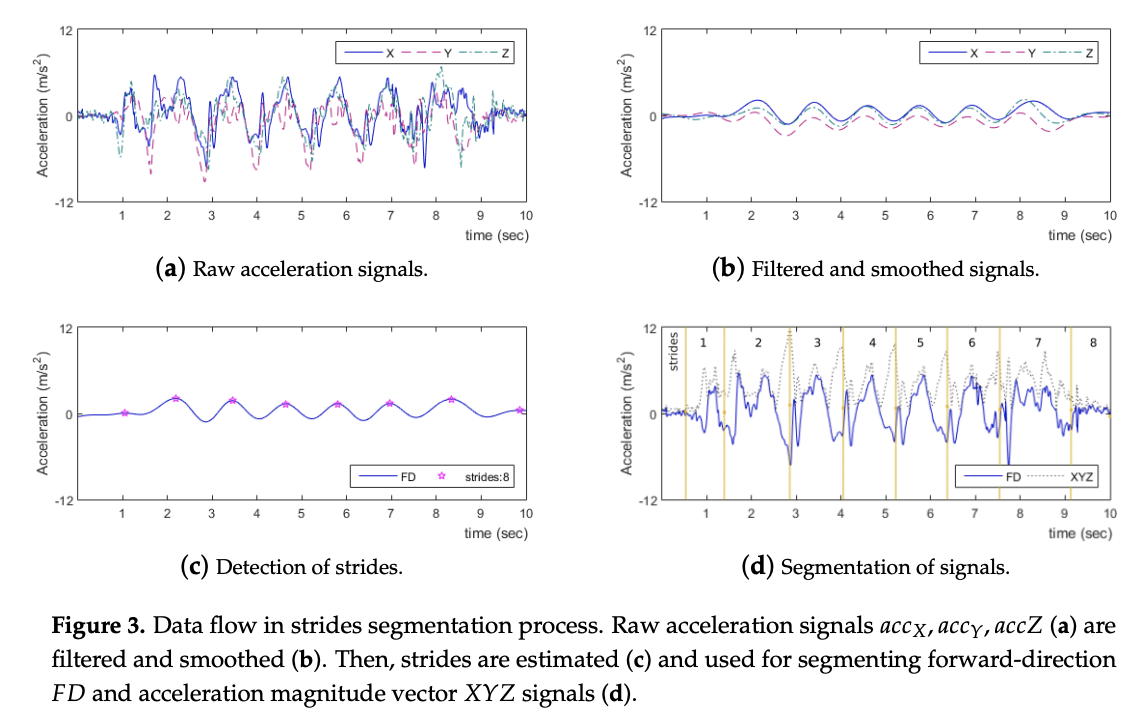 12
0
-12
Acceleration (m/s²)
X Y Z
1 2 3 4 5 6 7 8 9 10
time (sec)
(a) Raw acceleration signals.
12
0
-12
Acceleration (m/s²)
X Y Z
1 2 3 4 5 6 7 8 9 10
time (sec)
(b) Filtered and smoothed signals.
12
0
-12
Acceleration (m/s²)
FD strides:8
1 2 3 4 5 6 7 8 9 10
time (sec)
(c) Detection of strides.
12
0
-12
Acceleration (m/s²)
strides 1 2 3 4 5 6 7 8
FD XYZ
1 2 3 4 5 6 7 8 9 10
time (sec)
(d) Segmentation of signals.
Figure 3. Data flow in strides segmentation process. Raw acceleration signals accX, accY, accZ (a) are
filtered and smoothed (b). Then, strides are estimated (c) and used for segmenting forward-direction
FD and acceleration magnitude vector XYZ signals (d).